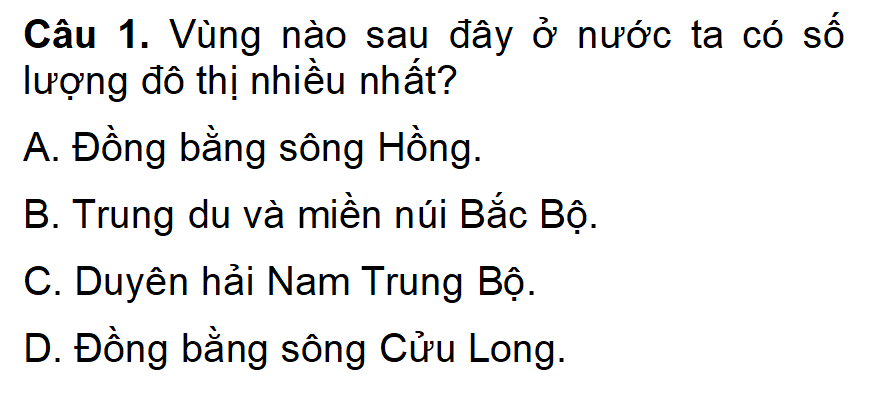 Câu 1. Vùng nào sau đây ở nước ta có số
lượng đô thị nhiều nhất?
A. Đồng bằng sông Hồng.
B. Trung du và miền núi Bắc Bộ.
C. Duyên hải Nam Trung Bộ.
D. Đồng bằng sông Cửu Long.